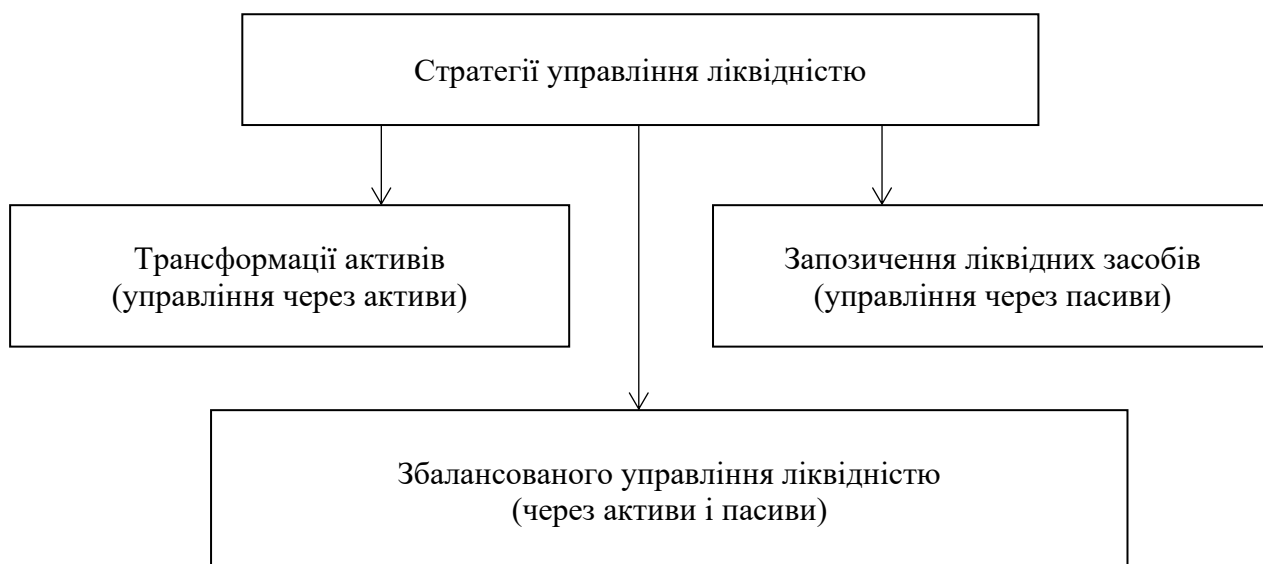 Стратегії управління ліквідністю
Трансформації активів
(управління через активи)
Запозичення ліквідних засобів
(управління через пасиви)
Збалансованого управління ліквідністю
(через активи і пасиви)